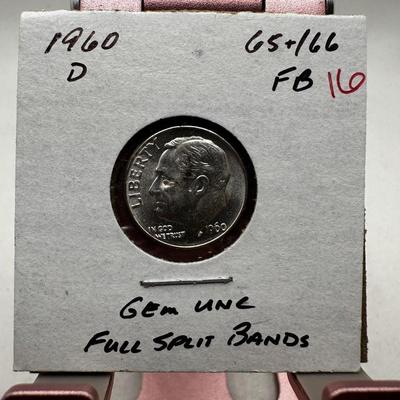 1960 65+/66
D FB 16
LIBERTY
IN GOD
WE TRUST 1960
GEM UNC
FULL SPLIT BANDS